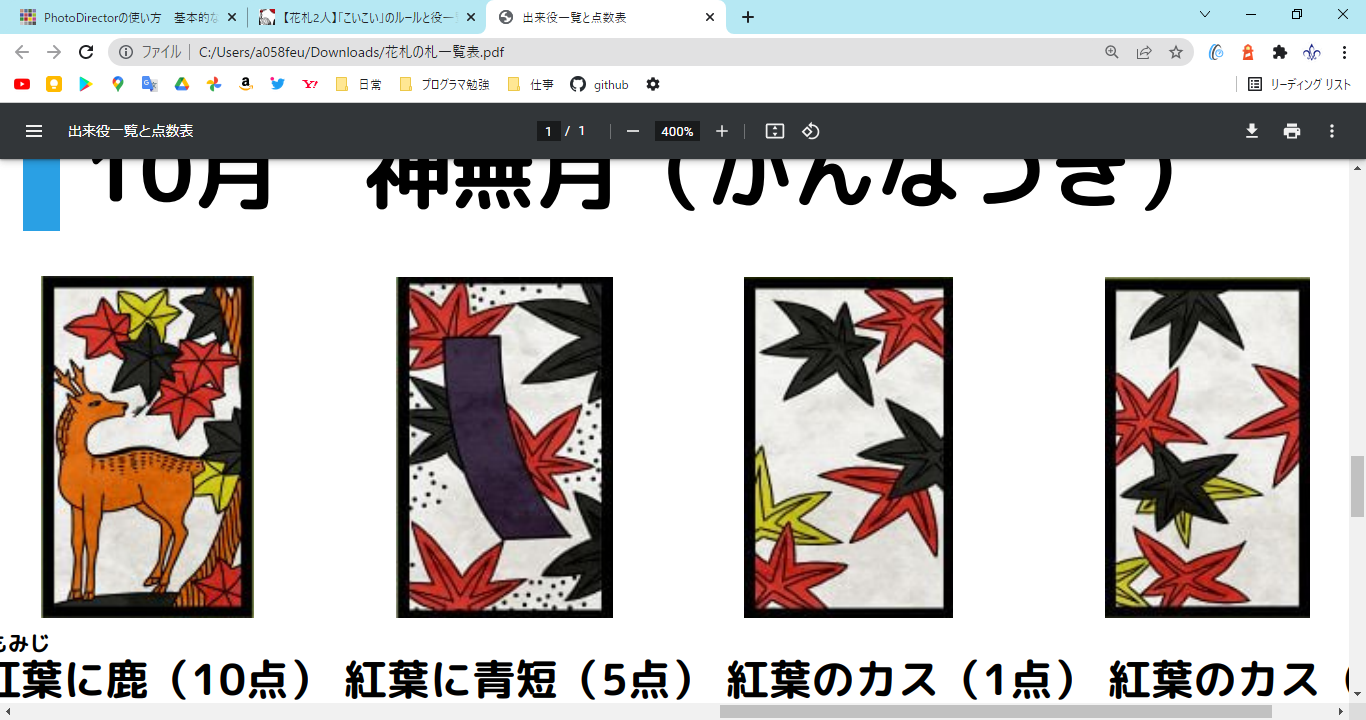 PhotoDirectorの使い方 基本的な
【花札2人】「こいこい」のルールと役一
出来役一覧と点数表
ファイル C:/Users/a058feu/Downloads/花札の札一覧表.pdf
日常 プログラマ勉強 仕事 github リーディング リスト
出来役一覧と点数表 1 / 1 400%
10月 神無月（かんなづき）
もみじ
紅葉に鹿（10点） 紅葉に青短（5点） 紅葉のカス（1点） 紅葉のカス（